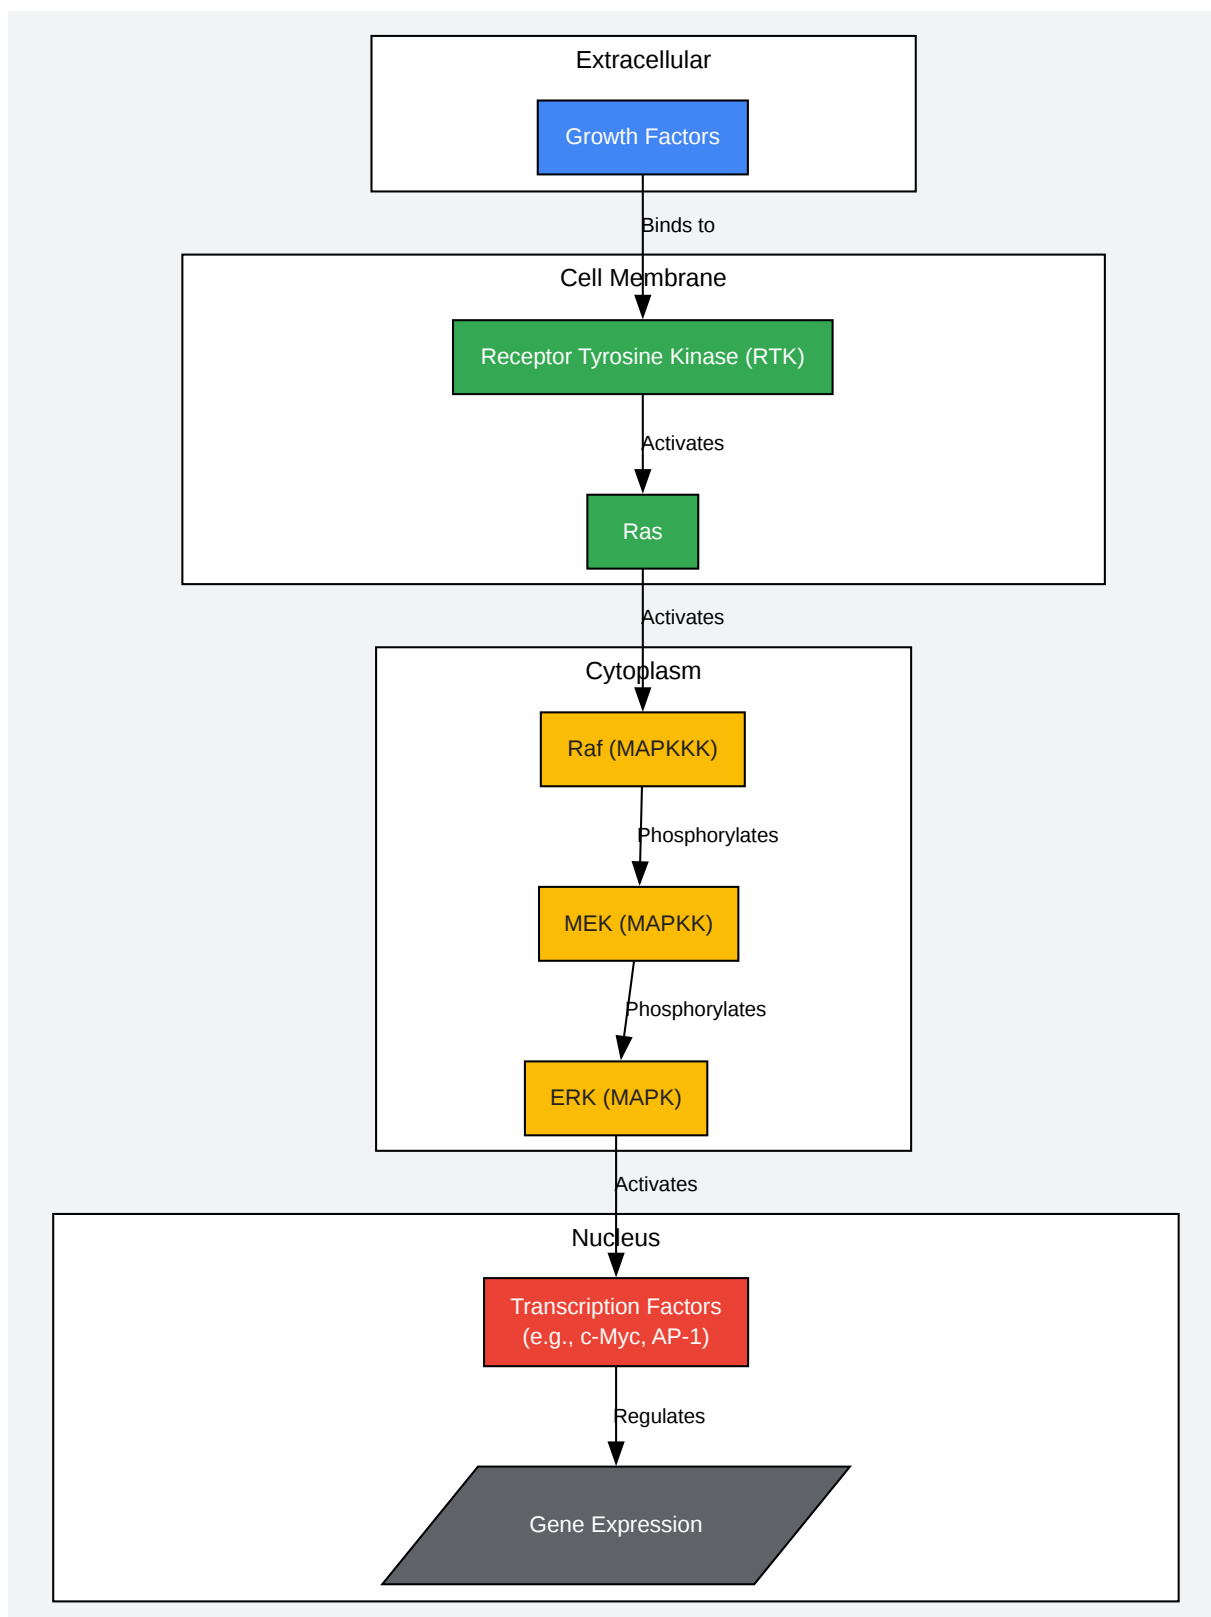 Extracellular
Growth Factors
Binds to
Cell Membrane
Receptor Tyrosine Kinase (RTK)
Activates
Ras
Activates
Cytoplasm
Raf (MAPKKK)
Phosphorylates
MEK (MAPKK)
Phosphorylates
ERK (MAPK)
Activates
Nucleus
Transcription Factors
(e.g., c-Myc, AP-1)
Regulates
Gene Expression